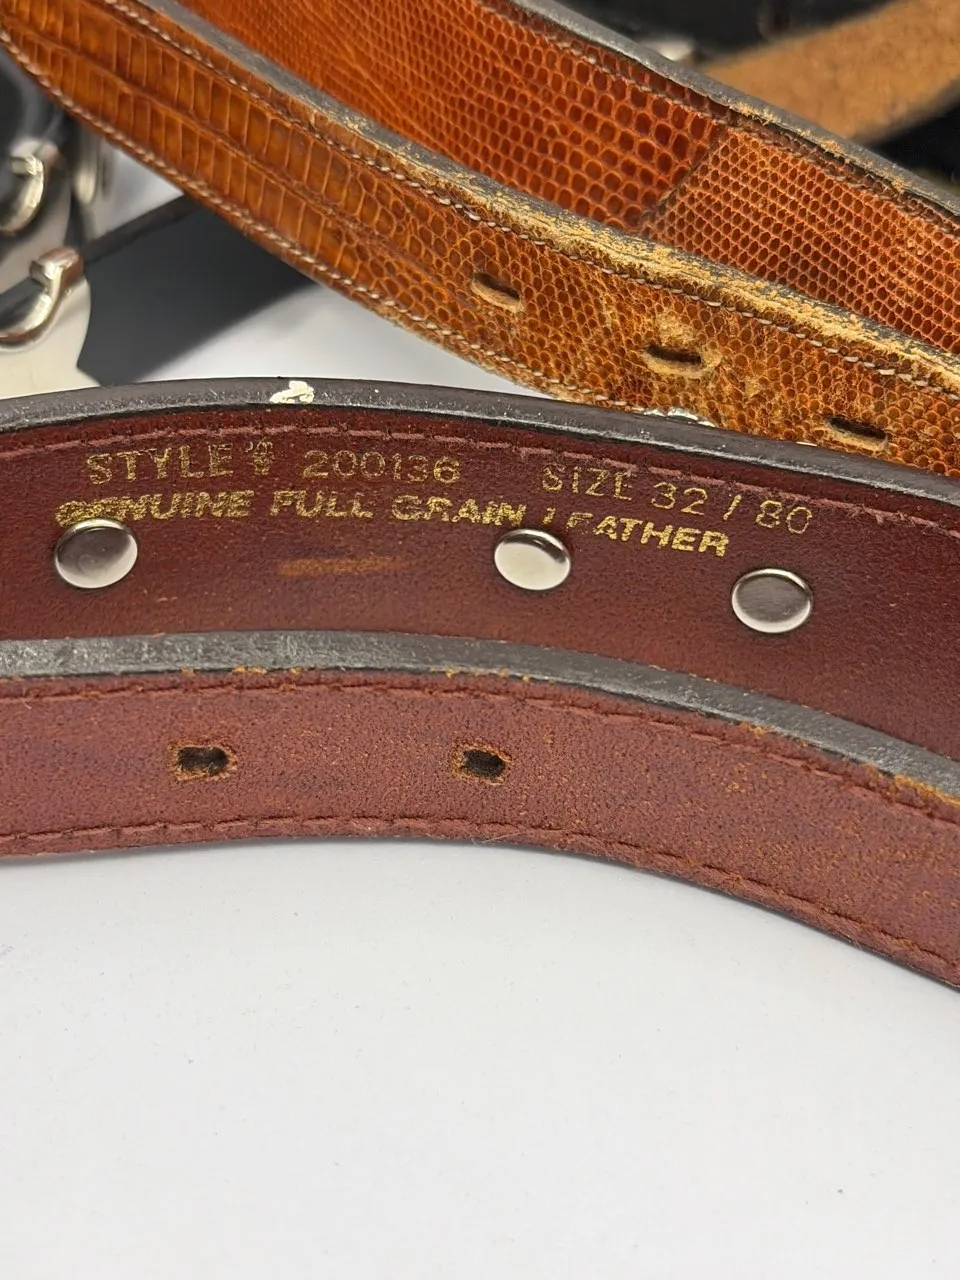 STYLE # 200136 SIZE 32 / 80
GENUINE FULL GRAIN LEATHER